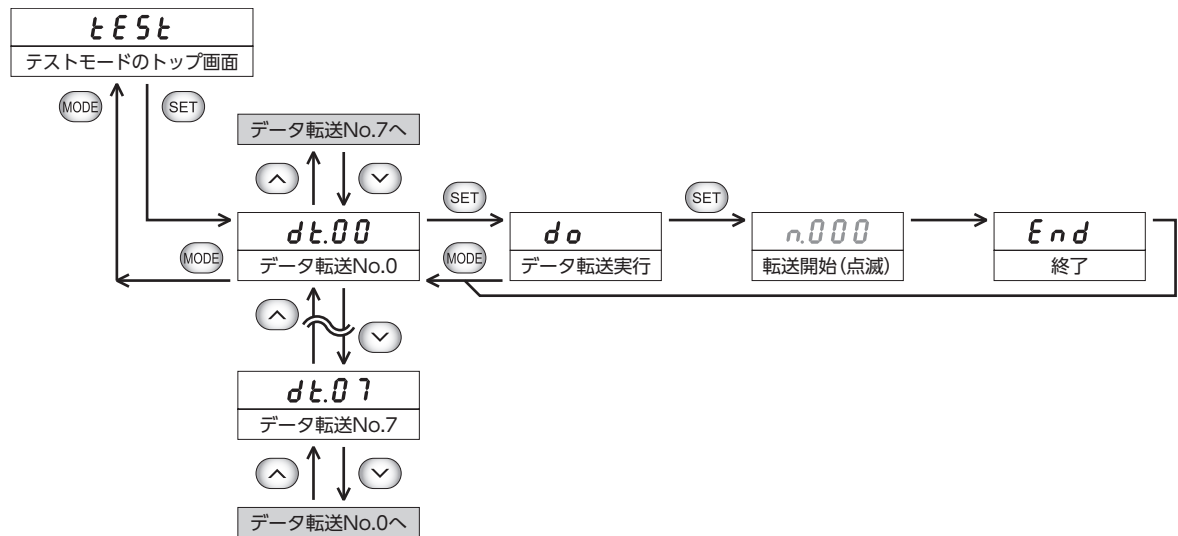 tESt
テストモードのトップ画面
MODE
SET
データ転送No.7へ
SET
SET
dt.00
データ転送No.0
do
データ転送実行
n.000
転送開始(点滅)
End
終了
MODE
MODE
dt.07
データ転送No.7
データ転送No.0へ